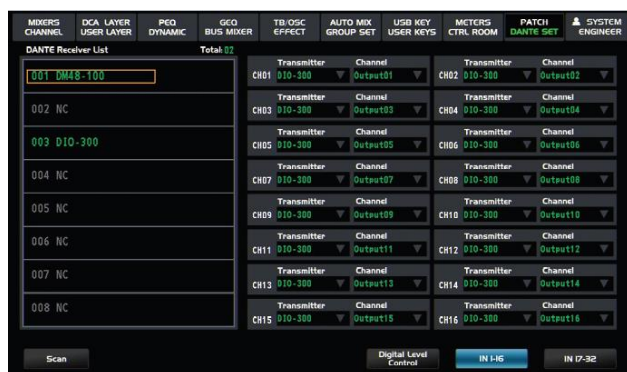 MIXERS DCA LAYER PEQ GEQ TB/OSC AUTO MIX USB KEY METERS PATCH SYSTEM
CHANNEL USER LAYER DYNAMIC BUS MIXER EFFECT GROUP SET USER KEYS CTRL ROOM DANTE SET ENGINEER
DANTE Receiver List Total: 02
001 DM48-100
002 NC
003 DIO-300
004 NC
005 NC
006 NC
007 NC
008 NC
Transmitter Channel Transmitter Channel
CH01 DIO-300 Output01 CH02 DIO-300 Output02
Transmitter Channel Transmitter Channel
CH03 DIO-300 Output03 CH04 DIO-300 Output04
Transmitter Channel Transmitter Channel
CH05 DIO-300 Output05 CH06 DIO-300 Output06
Transmitter Channel Transmitter Channel
CH07 DIO-300 Output07 CH08 DIO-300 Output08
Transmitter Channel Transmitter Channel
CH09 DIO-300 Output09 CH10 DIO-300 Output10
Transmitter Channel Transmitter Channel
CH11 DIO-300 Output11 CH12 DIO-300 Output12
Transmitter Channel Transmitter Channel
CH13 DIO-300 Output13 CH14 DIO-300 Output14
Transmitter Channel Transmitter Channel
CH15 DIO-300 Output15 CH16 DIO-300 Output16
Scan
Digital Level
Control
IN 1-16
IN 17-32